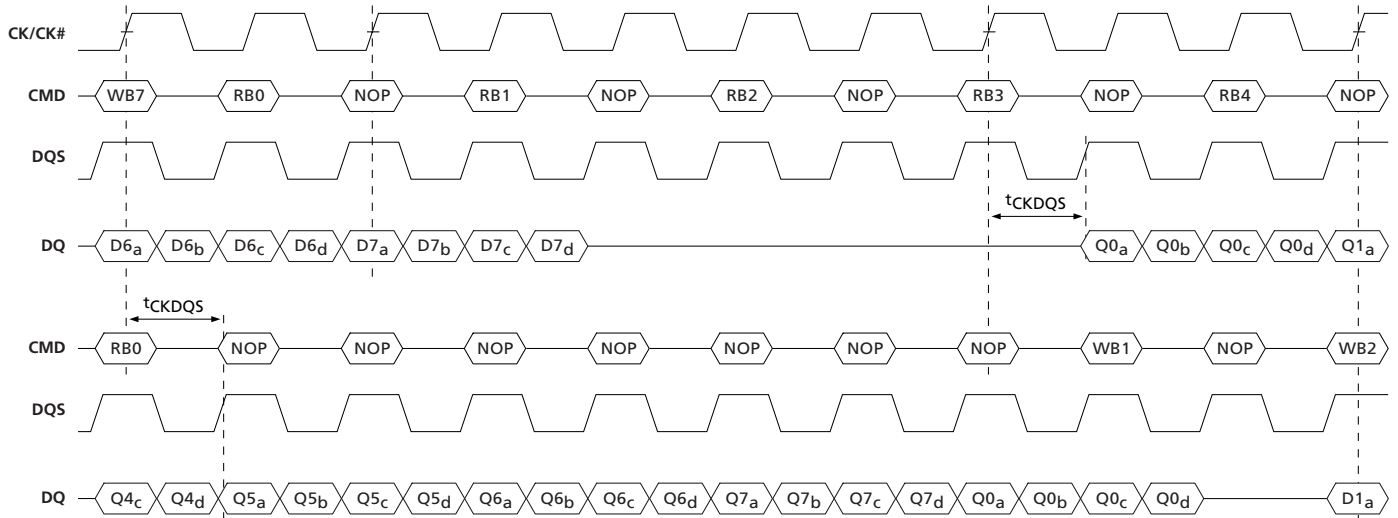 CK/CK#
CMD WB7 RB0 NOP RB1 NOP RB2 NOP RB3 NOP RB4 NOP
DQS
tCKDQS
DQ D6a D6b D6c D6d D7a D7b D7c D7d Q0a Q0b Q0c Q0d Q1a
tCKDQS
CMD RB0 NOP NOP NOP NOP NOP NOP NOP WB1 NOP WB2
DQS
DQ Q4c Q4d Q5a Q5b Q5c Q5d Q6a Q6b Q6c Q6d Q7a Q7b Q7c Q7d Q0a Q0b Q0c Q0d D1a